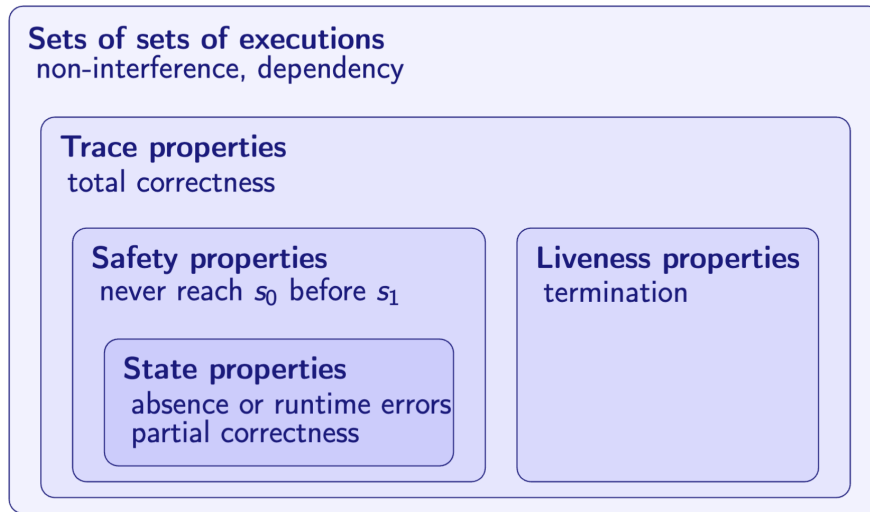 Sets of sets of executions
non-interference, dependency
Trace properties
total correctness
Safety properties
never reach s₀ before s₁
Liveness properties
termination
State properties
absence or runtime errors
partial correctness